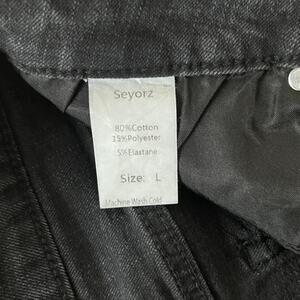 Seyorz
80%Cotton
15%Polyester
5%Elastane
Size: L
Machine Wash Cold